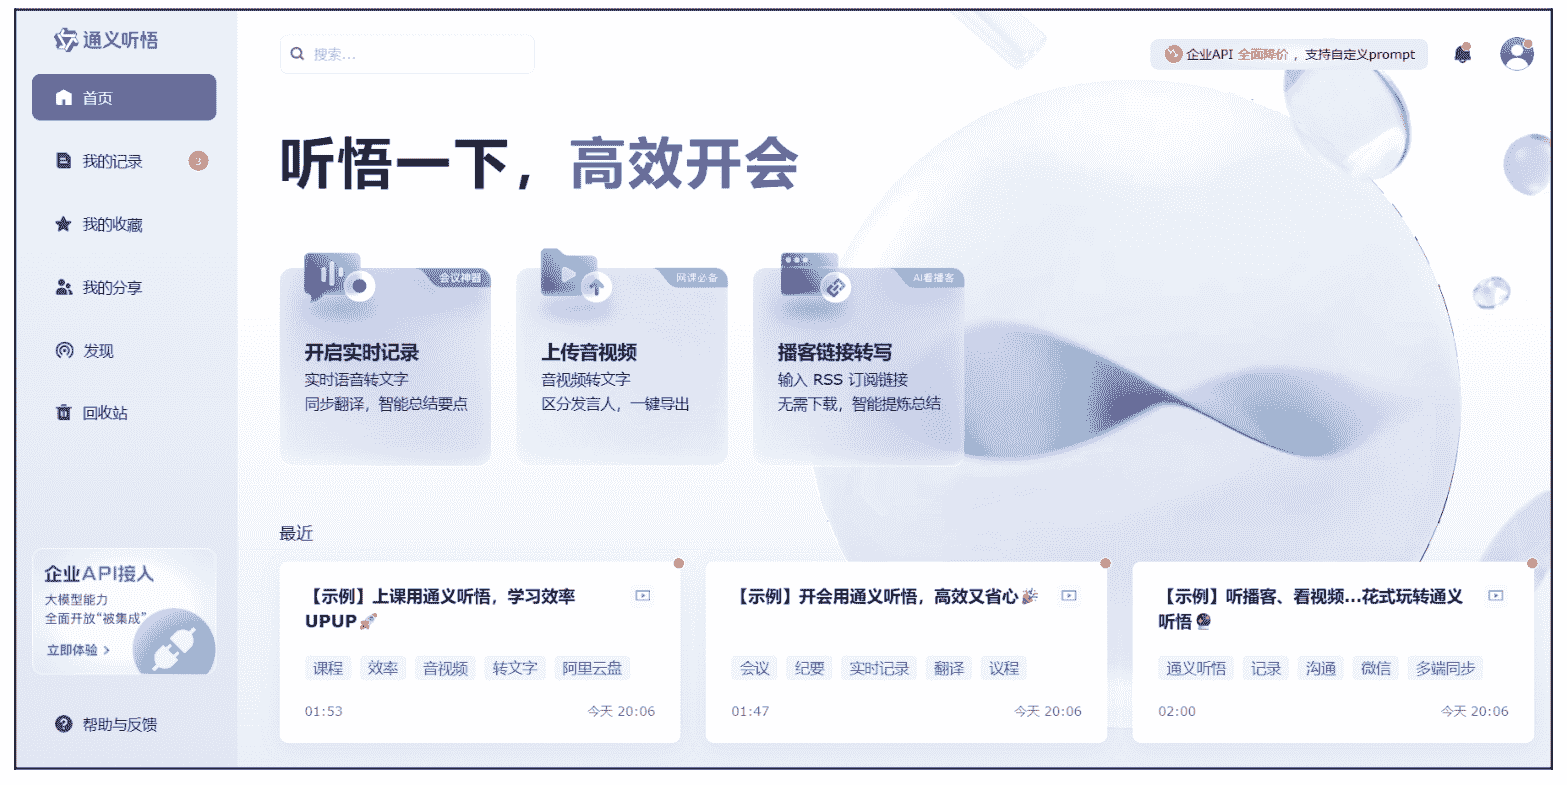 通义听悟
首页
我的记录
3
我的收藏
我的分享
发现
回收站
企业API接入
大模型能力
全面开放“被集成”
立即体验 >
帮助与反馈
搜索...
企业API 全面降价 ，支持自定义prompt
听悟一下，高效开会
会议神器
开启实时记录
实时语音转文字
同步翻译，智能总结要点
网课必备
上传音视频
音视频转文字
区分发言人，一键导出
AI看播客
播客链接转写
输入 RSS 订阅链接
无需下载，智能提炼总结
最近
【示例】上课用通义听悟，学习效率
UPUP🚀
课程 效率 音视频 转文字 阿里云盘
01:53 今天 20:06
【示例】开会用通义听悟，高效又省心🎉
会议 纪要 实时记录 翻译 议程
01:47 今天 20:06
【示例】听播客、看视频...花式玩转通义
听悟🔮
通义听悟 记录 沟通 微信 多端同步
02:00 今天 20:06